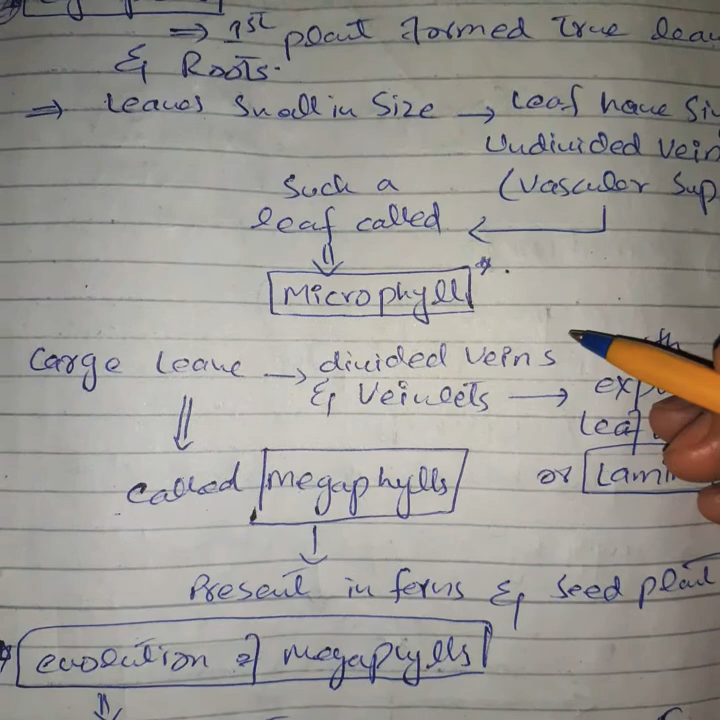 ⇒ 1st plant formed true leav
& Roots.
⇒ Leaves Small in Size → Leaf have Si
Undivided Vein
Such a (Vascular Sup
leaf called ←
⇓
Microphyll *.
Large leave → divided veins
& Veinlets → exp
⇓ leaf
called megaphylls or Lami
↓
Present in ferns & Seed plant
* evolution of megaphylls
⇓